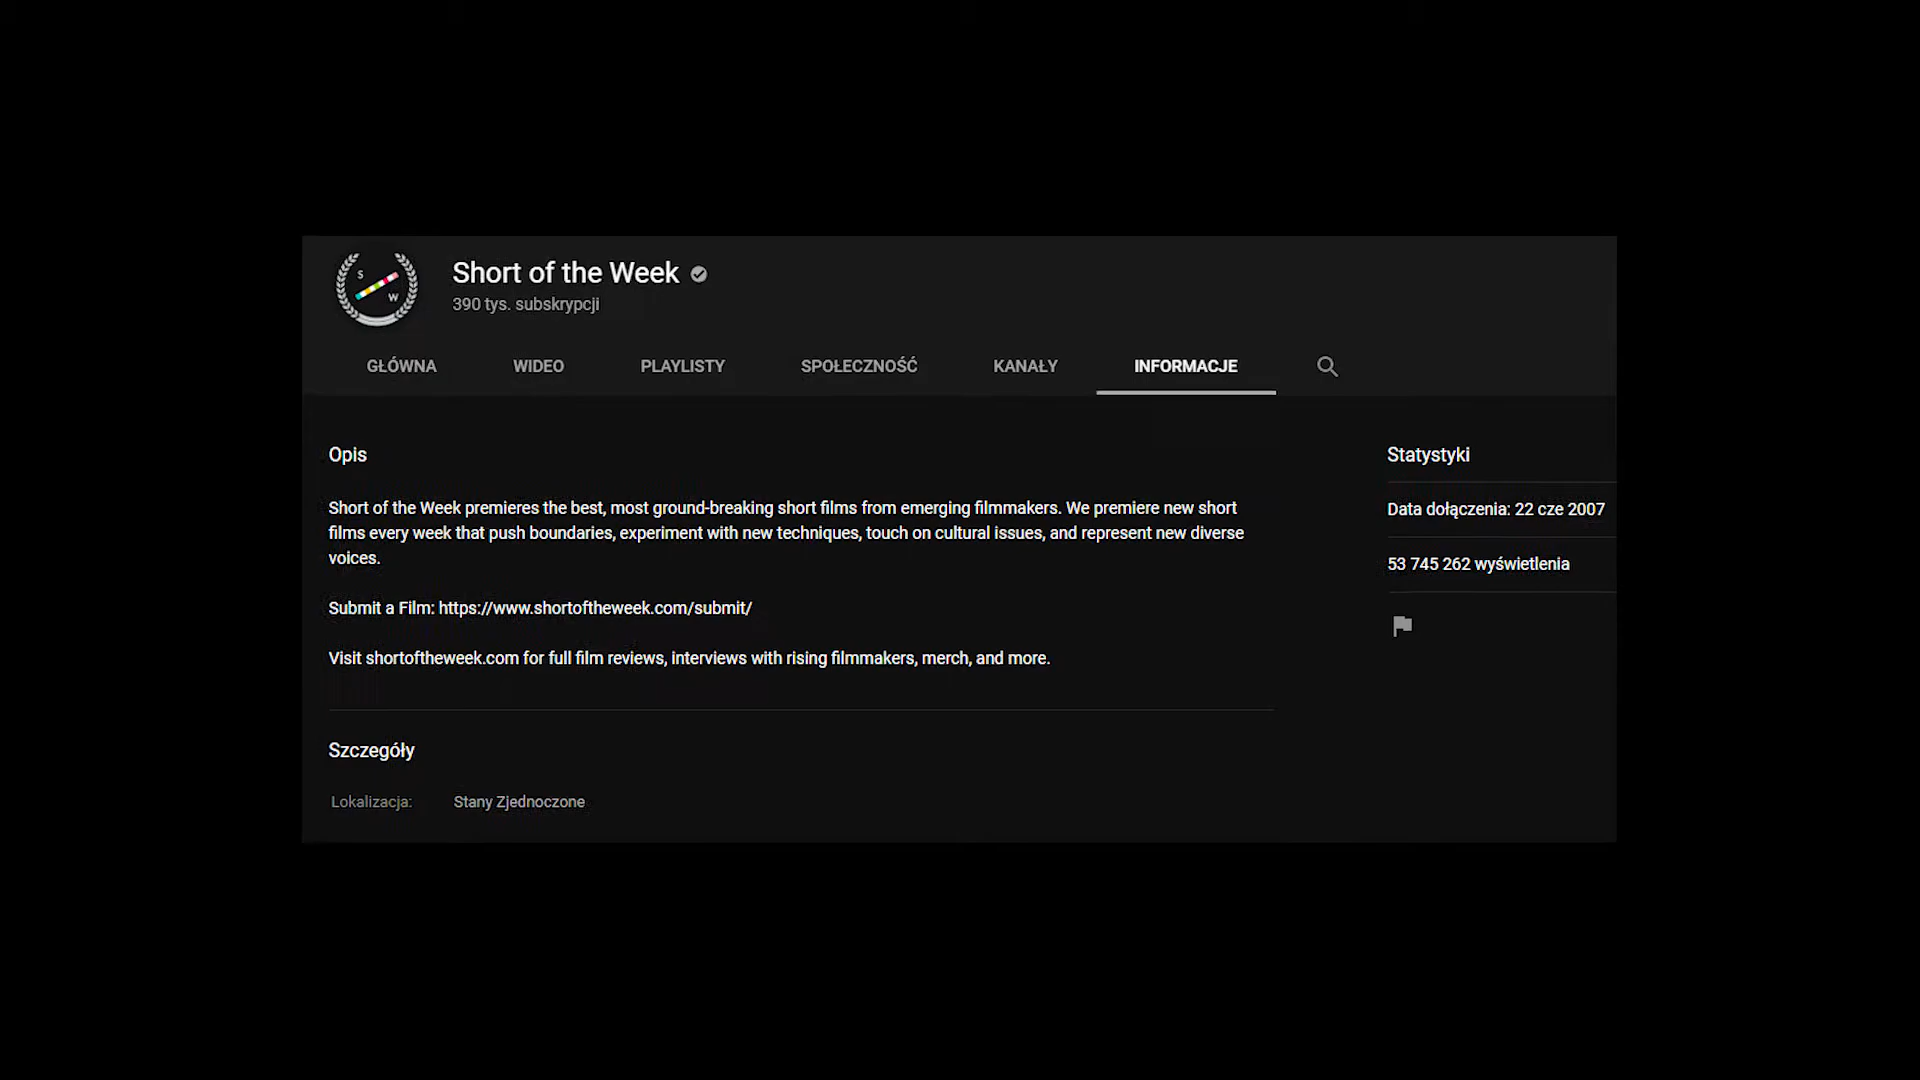 S
W
Short of the Week
390 tys. subskrypcji
GŁÓWNA WIDEO PLAYLISTY SPOŁECZNOŚĆ KANAŁY INFORMACJE
Opis
Short of the Week premieres the best, most ground-breaking short films from emerging filmmakers. We premiere new short
films every week that push boundaries, experiment with new techniques, touch on cultural issues, and represent new diverse
voices.
Submit a Film: https://www.shortoftheweek.com/submit/
Visit shortoftheweek.com for full film reviews, interviews with rising filmmakers, merch, and more.
Szczegóły
Lokalizacja: Stany Zjednoczone
Statystyki
Data dołączenia: 22 cze 2007
53 745 262 wyświetlenia